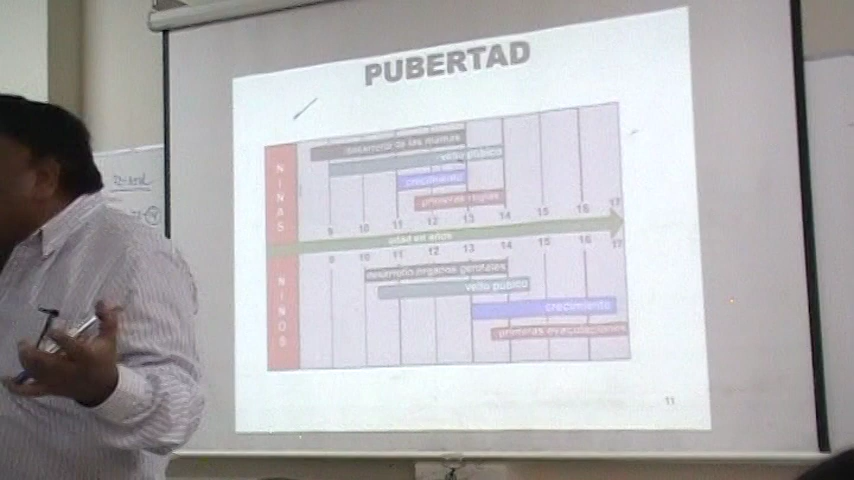 PUBERTAD
NIÑAS
desarrollo de las mamas
vello púbico
crecimiento
primeras reglas
9 10 11 12 13 14 15 16 17
edad en años
9 10 11 12 13 14 15 16 17
NIÑOS
desarrollo órganos genitales
vello púbico
crecimiento
primeras eyaculaciones
11